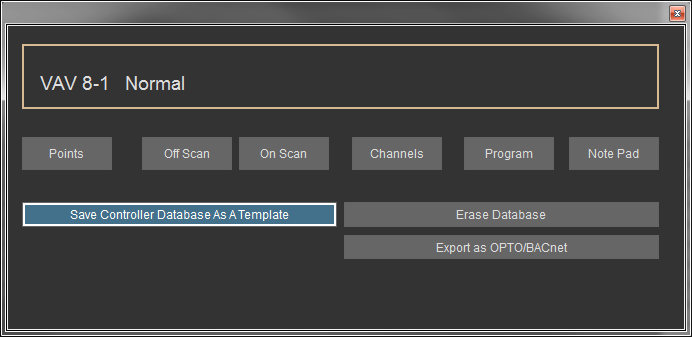 VAV 8-1 Normal
Points Off Scan On Scan Channels Program Note Pad
Save Controller Database As A Template Erase Database
Export as OPTO/BACnet